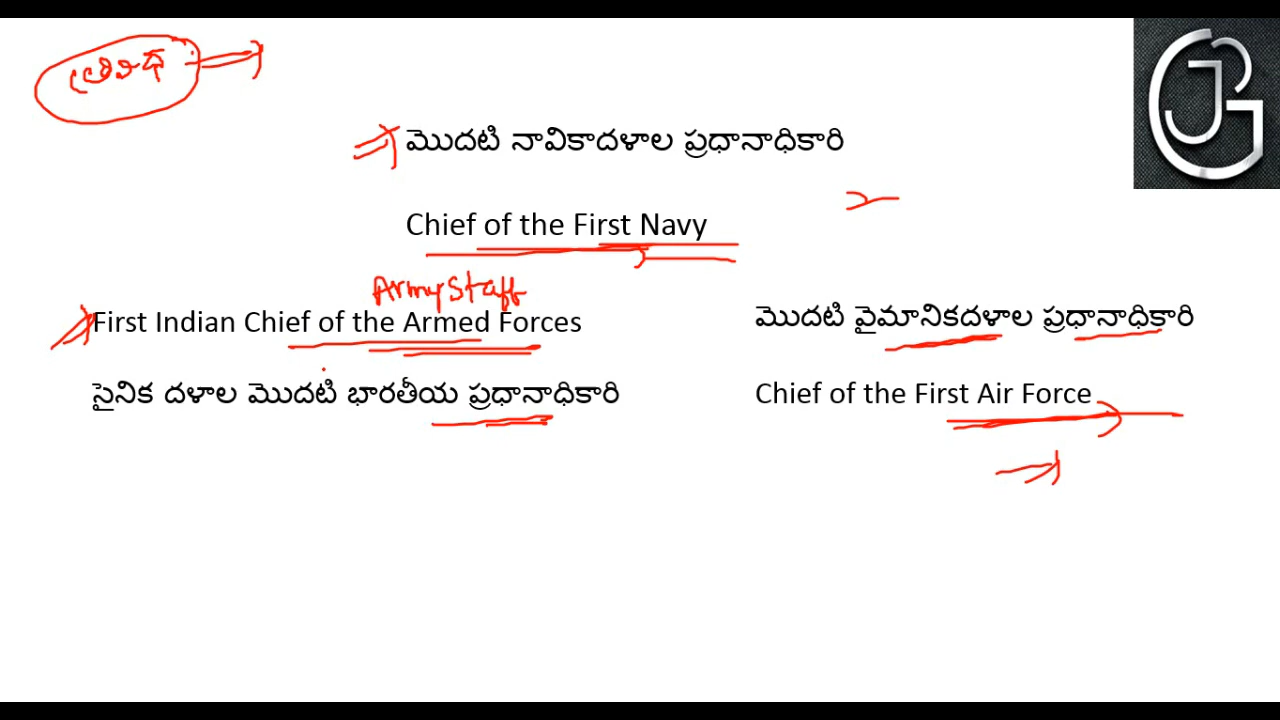 త్రివిధ
మొదటి నావికాదళాల ప్రధానాధికారి
Chief of the First Navy
Army Staff
First Indian Chief of the Armed Forces
సైనిక దళాల మొదటి భారతీయ ప్రధానాధికారి
మొదటి వైమానికదళాల ప్రధానాధికారి
Chief of the First Air Force